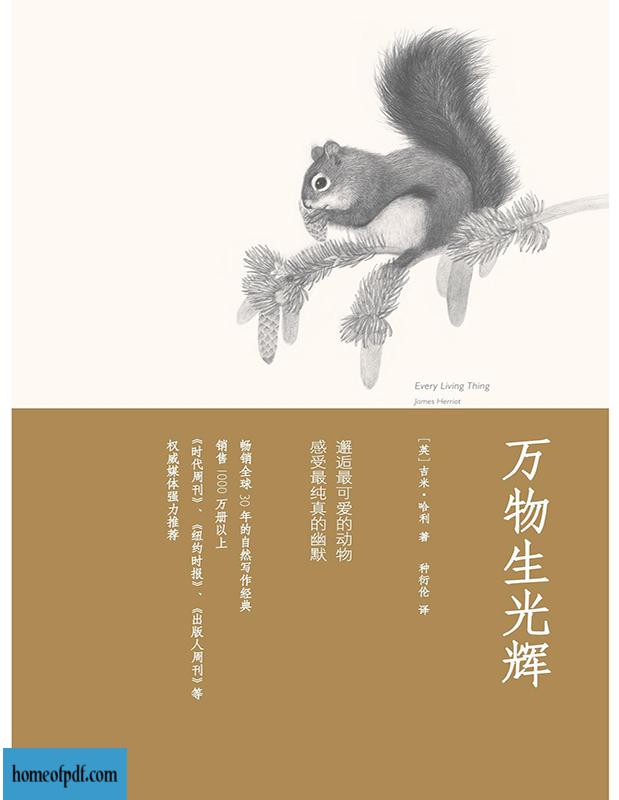 Every Living Thing
James Herriot
万物生光辉
［英］吉米·哈利 著 种衍伦 译
邂逅最可爱的动物
感受最纯真的幽默
畅销全球30年的自然写作经典
销售1000万册以上
《时代周刊》、《纽约时报》、《出版人周刊》等
权威媒体强力推荐
homeofpdf.com